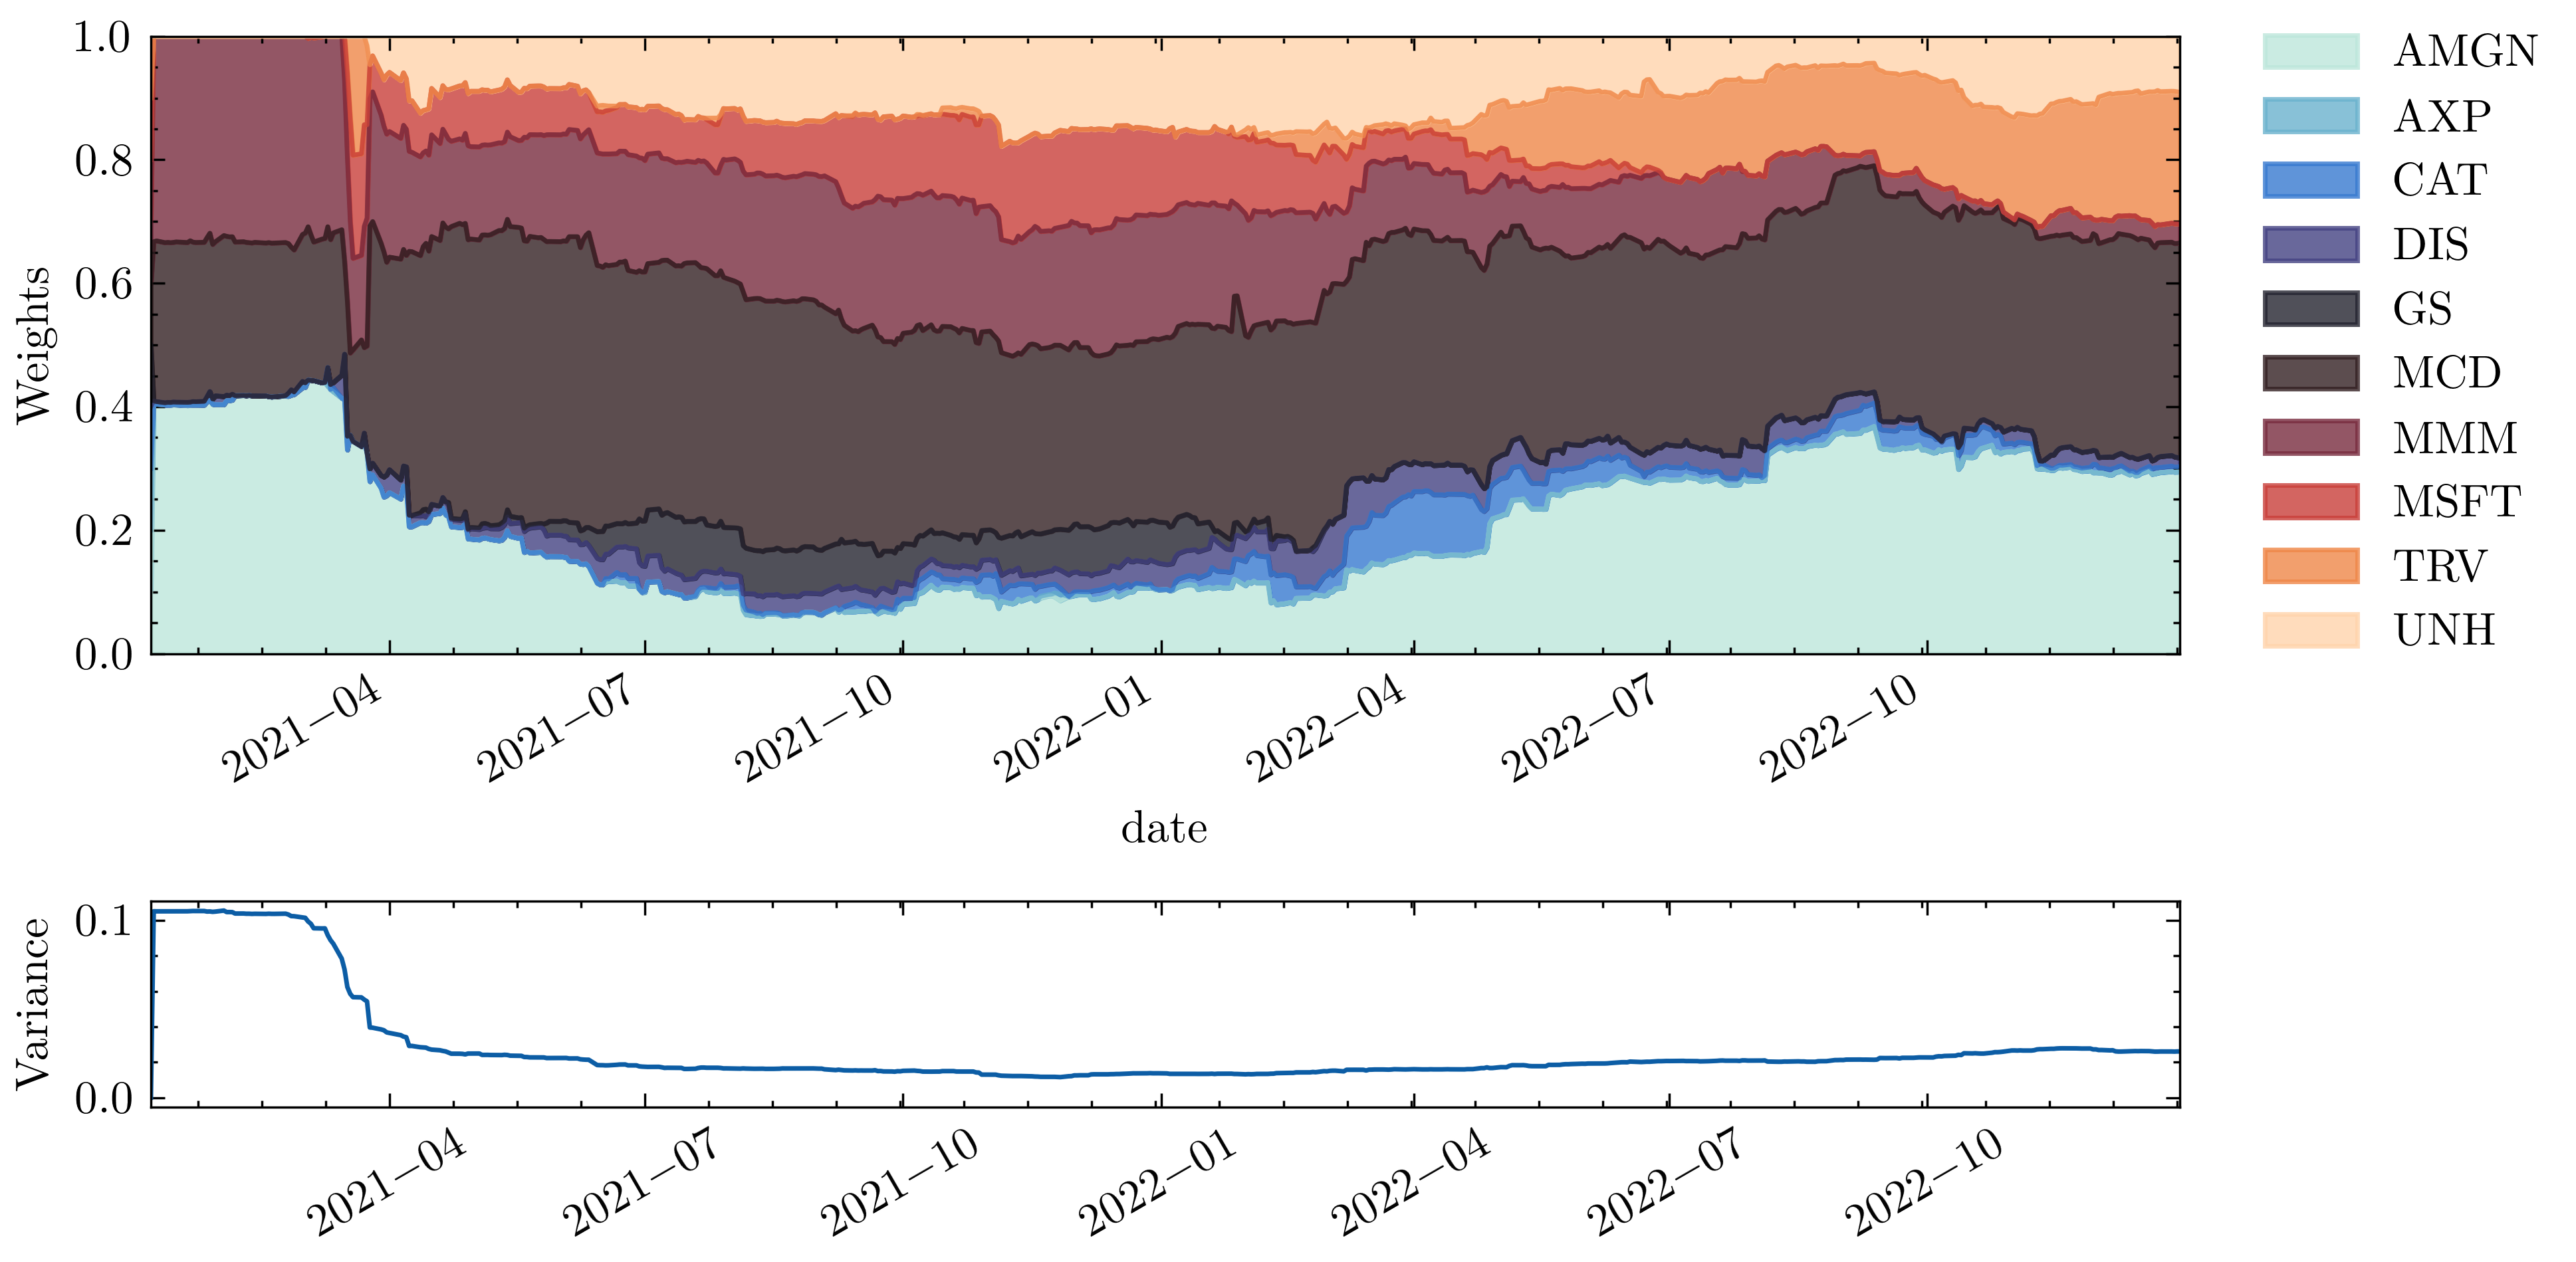 Weights
1.0
0.8
0.6
0.4
0.2
0.0
2021–04
2021–07
2021–10
2022–01
2022–04
2022–07
2022–10
date
AMGN
AXP
CAT
DIS
GS
MCD
MMM
MSFT
TRV
UNH
Variance
0.1
0.0
2021–04
2021–07
2021–10
2022–01
2022–04
2022–07
2022–10